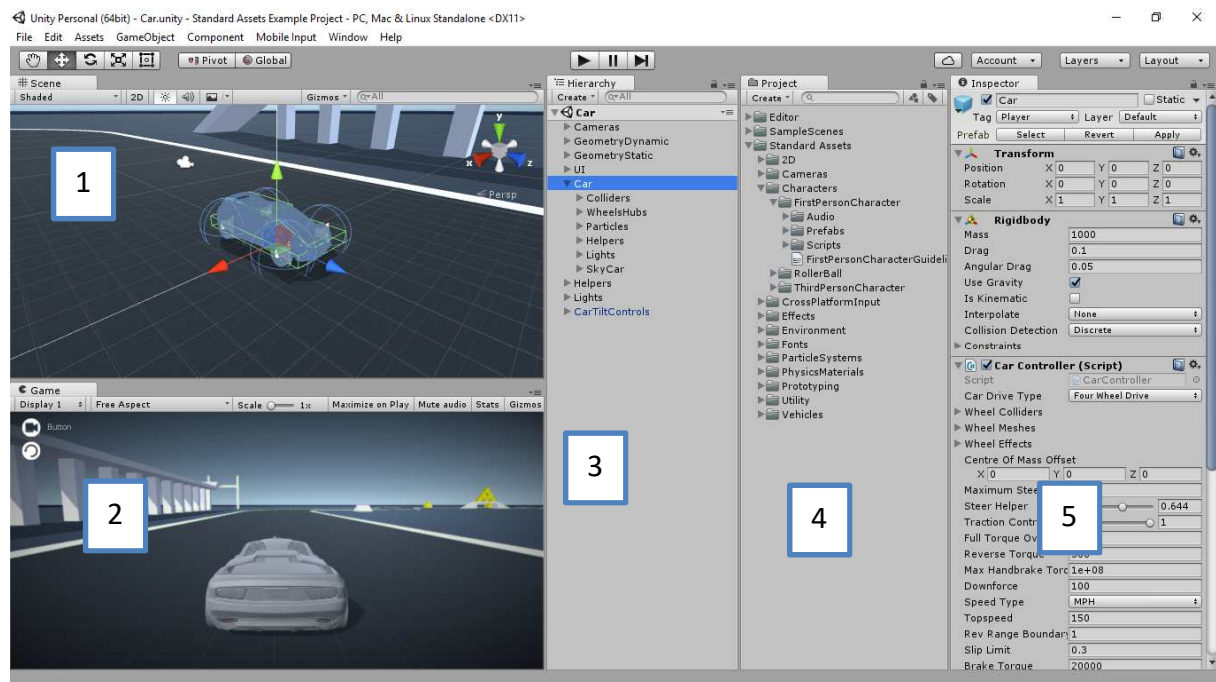 Unity Personal (64bit) - Car.unity - Standard Assets Example Project - PC, Mac & Linux Standalone <DX11>
File Edit Assets GameObject Component Mobile Input Window Help
Pivot Global
Account Layers Layout
Scene
Shaded 2D Gizmos All
y
x z
Persp
1
Game
Display 1 Free Aspect Scale 1x Maximize on Play Mute audio Stats Gizmos
Button
2
Hierarchy
Create All
Car
Cameras
GeometryDynamic
GeometryStatic
UI
Car
Colliders
WheelsHubs
Particles
Helpers
Lights
SkyCar
Helpers
Lights
CarTiltControls
3
Project
Create
Editor
SampleScenes
Standard Assets
2D
Cameras
Characters
FirstPersonCharacter
Audio
Prefabs
Scripts
FirstPersonCharacterGuideli
RollerBall
ThirdPersonCharacter
CrossPlatformInput
Effects
Environment
Fonts
ParticleSystems
PhysicsMaterials
Prototyping
Utility
Vehicles
4
Inspector
Car Static
Tag Player Layer Default
Prefab Select Revert Apply
Transform
Position X 0 Y 0 Z 0
Rotation X 0 Y 0 Z 0
Scale X 1 Y 1 Z 1
Rigidbody
Mass 1000
Drag 0.1
Angular Drag 0.05
Use Gravity
Is Kinematic
Interpolate None
Collision Detection Discrete
Constraints
Car Controller (Script)
Script CarController
Car Drive Type Four Wheel Drive
Wheel Colliders
Wheel Meshes
Wheel Effects
Centre Of Mass Offset
X 0 Y 0 Z 0
Maximum Stee
Steer Helper 0.644
Traction Contr 1
5
Full Torque Ov
Reverse Torque
Max Handbrake Torq 1e+08
Downforce 100
Speed Type MPH
Topspeed 150
Rev Range Boundary 1
Slip Limit 0.3
Brake Torque 20000